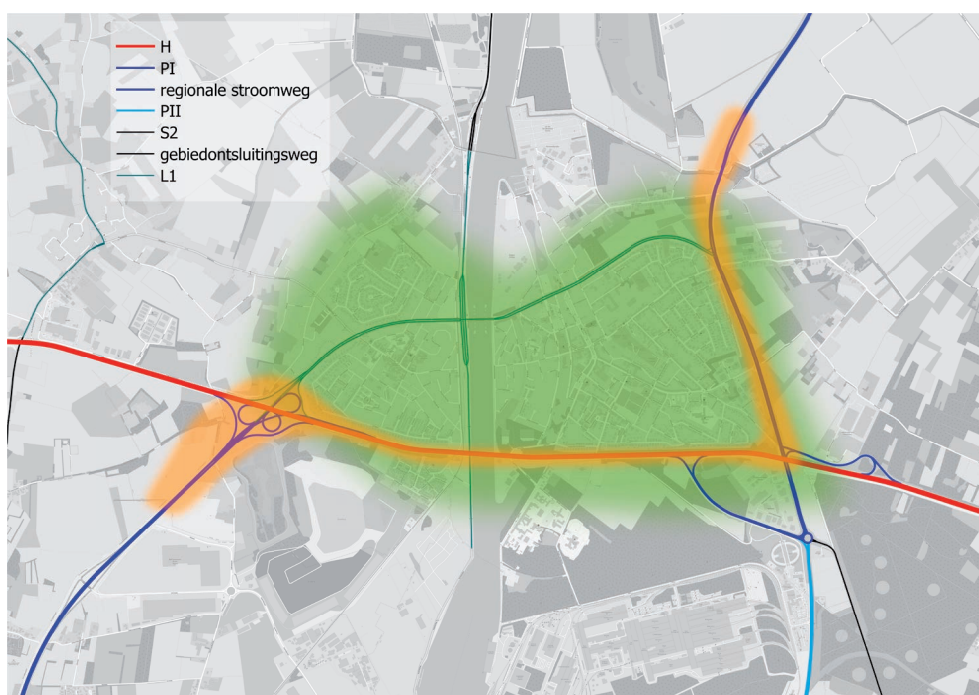 H
PI
regionale stroomweg
PII
S2
gebiedontsluitingsweg
L1